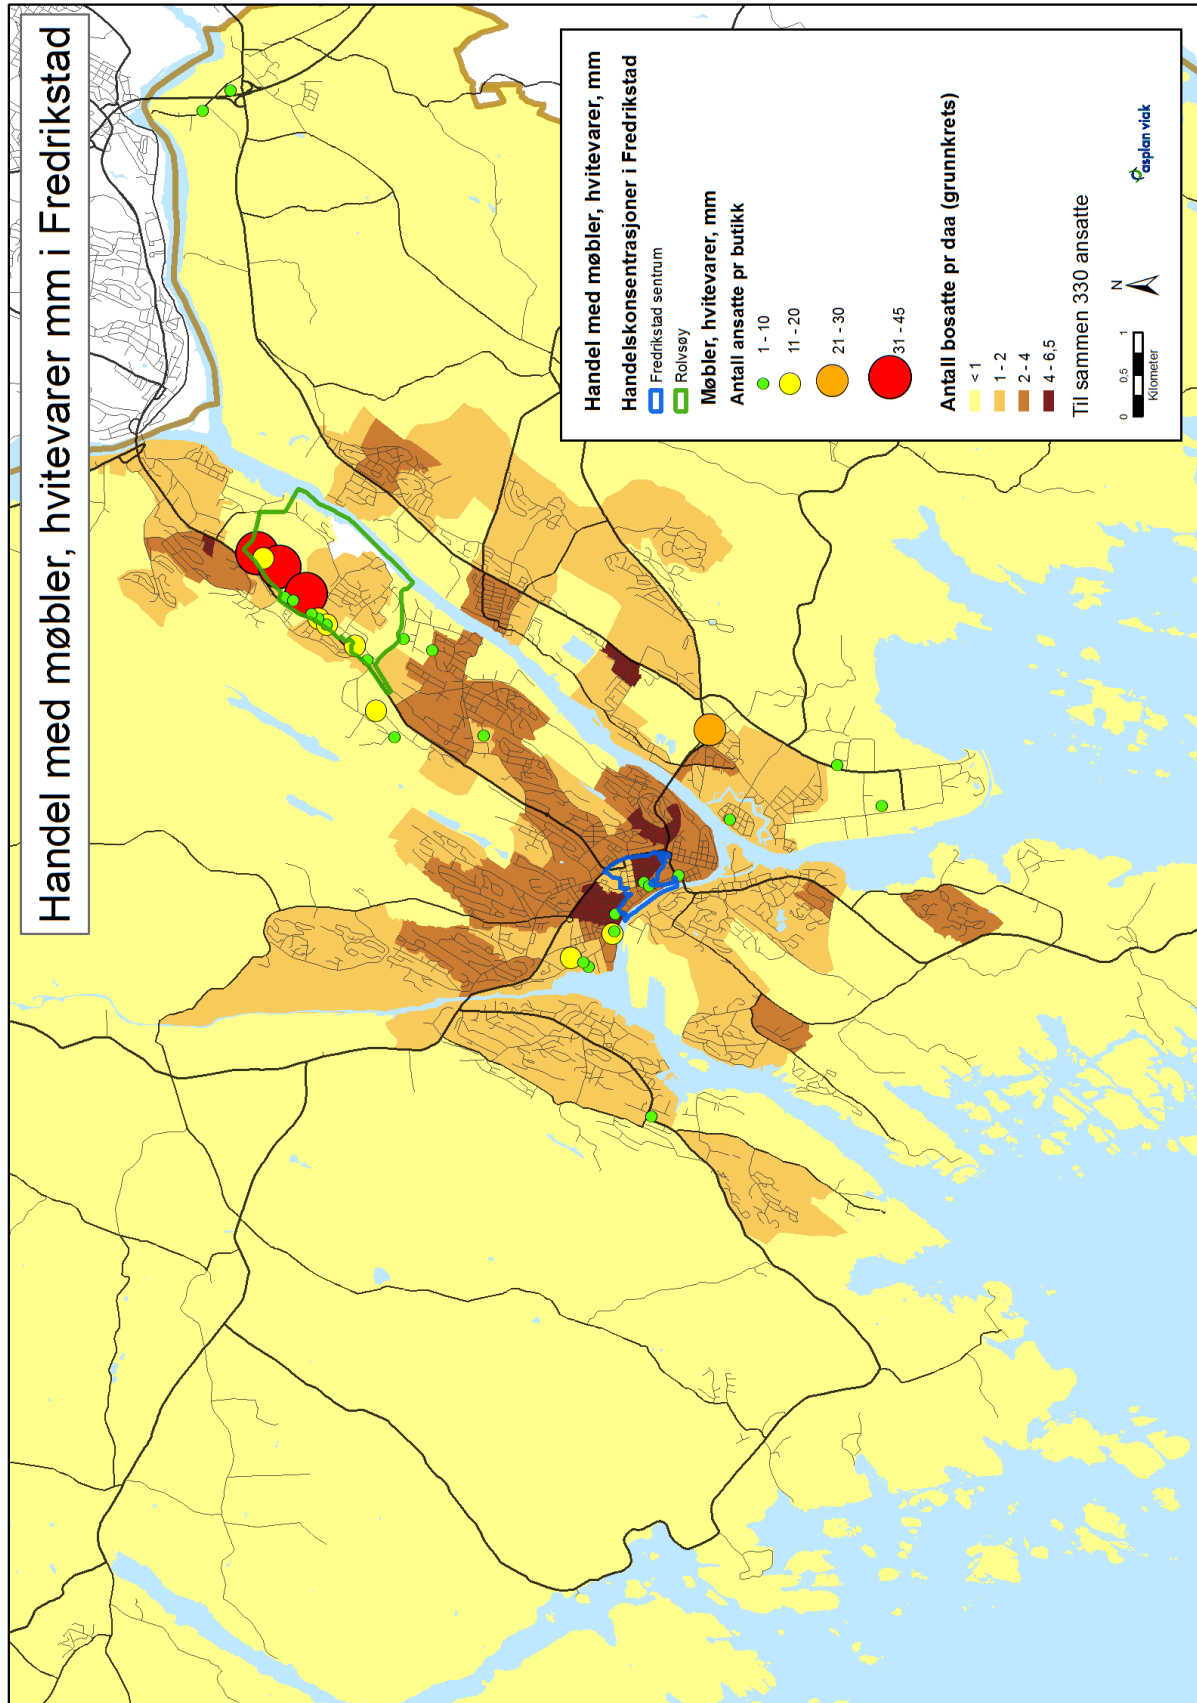 Handel med møbler, hvitevarer mm i Fredrikstad
Handel med møbler, hvitevarer, mm
Handelskonsentrasjoner i Fredrikstad
Fredrikstad sentrum
Rolvsøy
Møbler, hvitevarer, mm
Antall ansatte pr butikk
1 - 10
11 - 20
21 - 30
31 - 45
Antall bosatte pr daa (grunnkrets)
< 1
1 - 2
2 - 4
4 - 6,5
Til sammen 330 ansatte
0 0,5 1
Kilometer
N
asplan viak